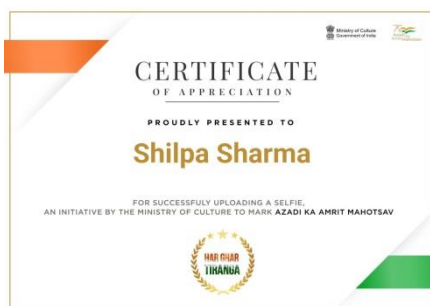 Ministry of Culture
Government of India
CERTIFICATE
OF APPRECIATION
PROUDLY PRESENTED TO
Shilpa Sharma
FOR SUCCESSFULY UPLOADING A SELFIE,
AN INITIATIVE BY THE MINISTRY OF CULTURE TO MARK AZADI KA AMRIT MAHOTSAV
HAR GHAR
TIRANGA